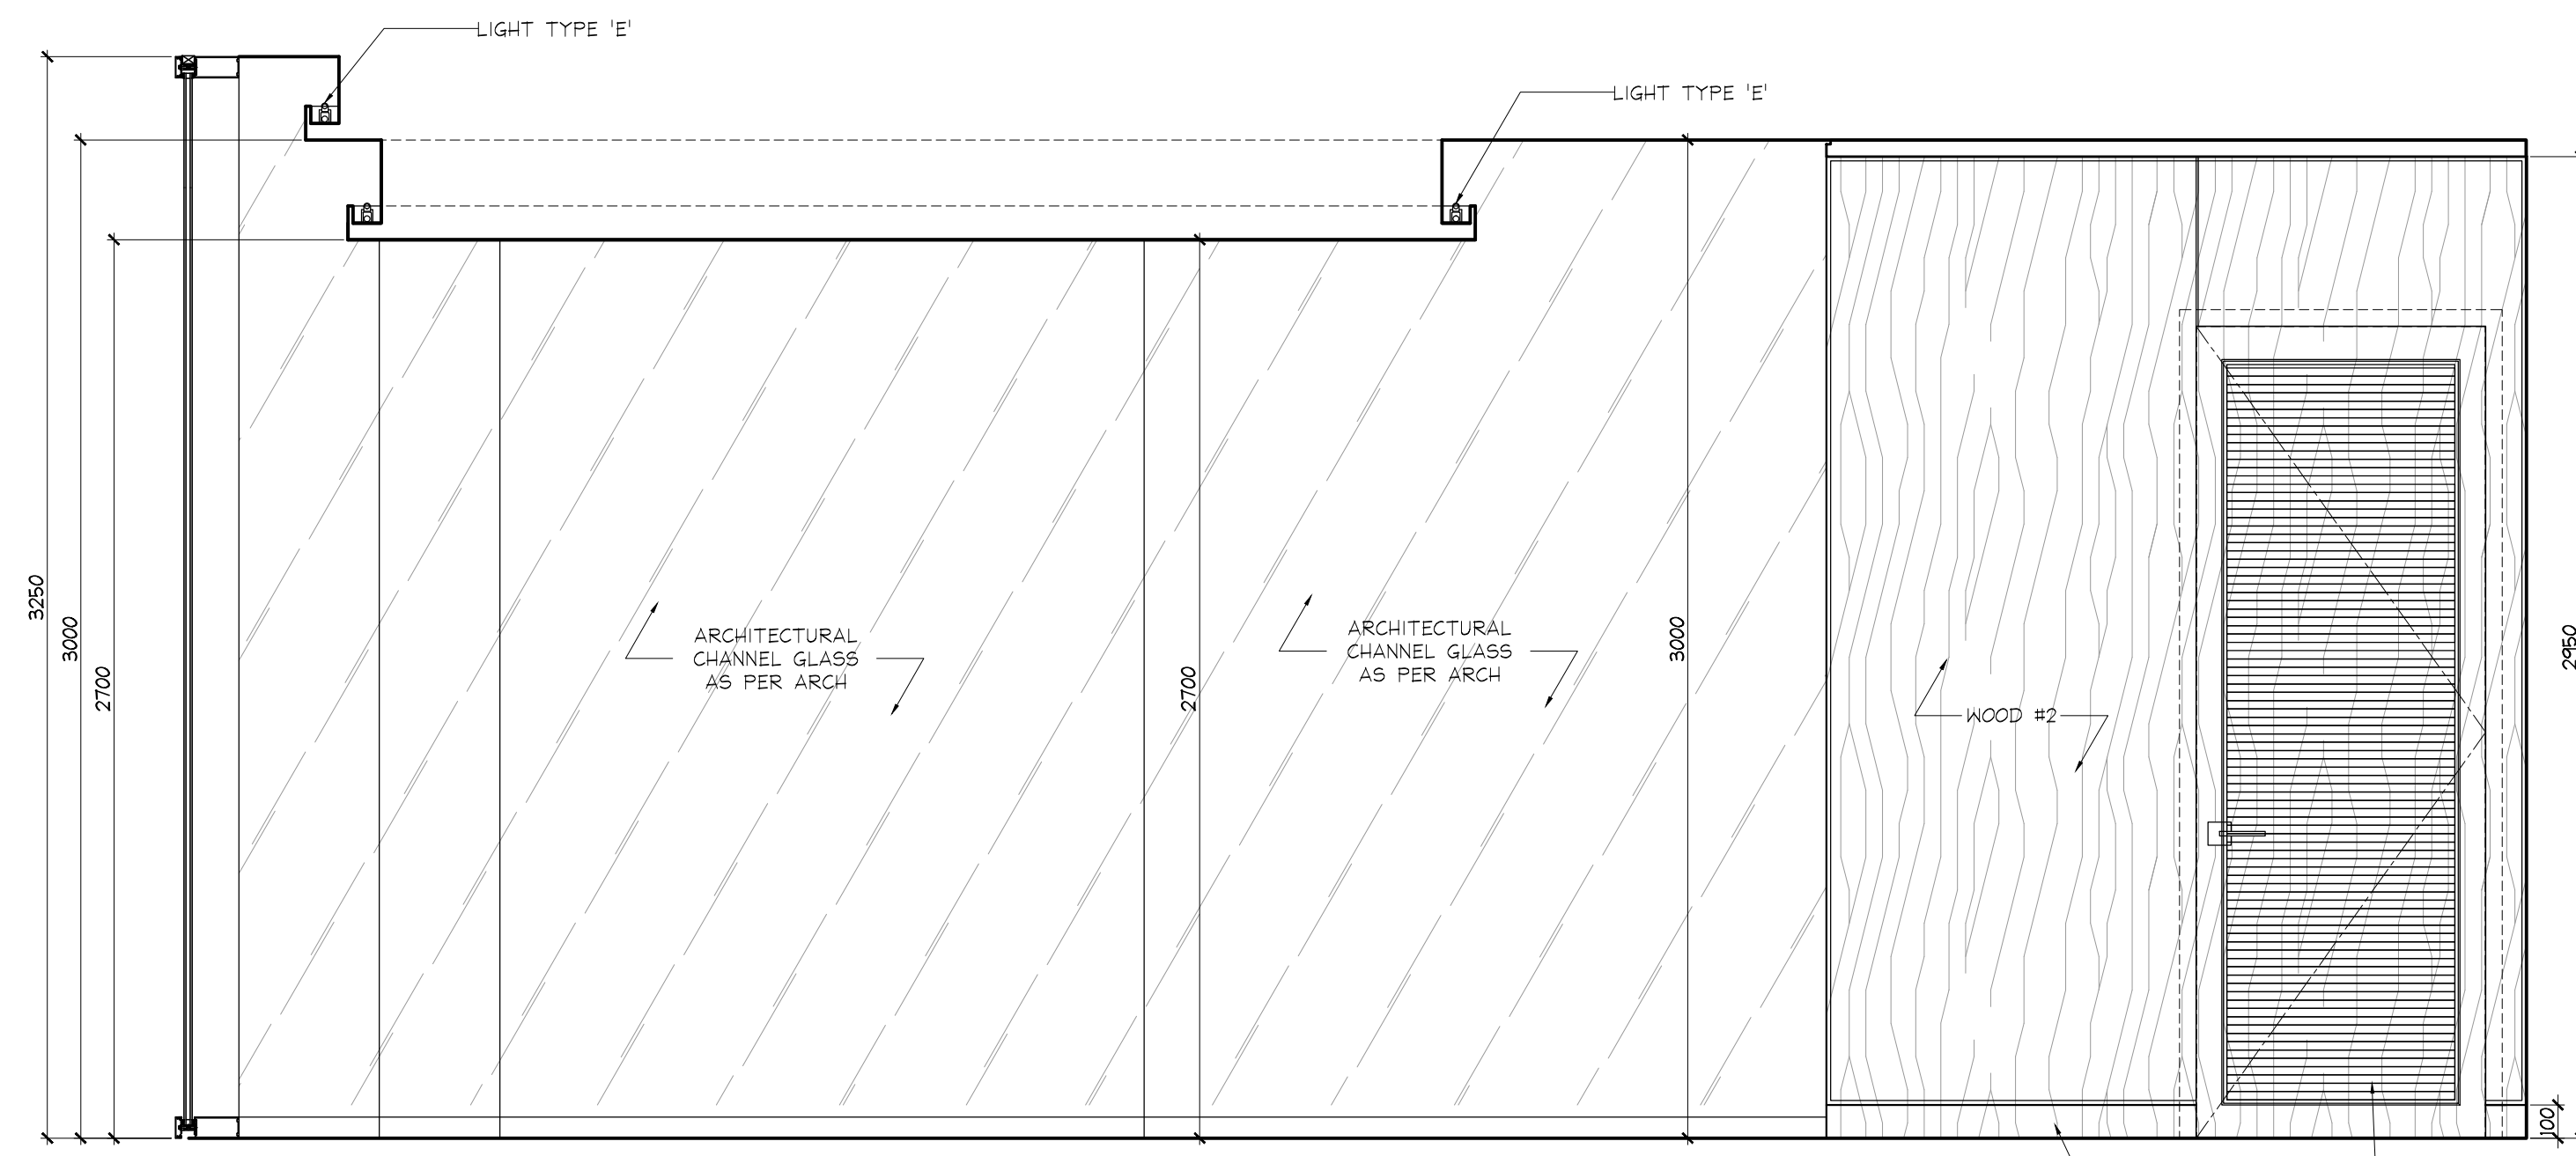 LIGHT TYPE 'E'
LIGHT TYPE 'E'
3250
3000
2700
ARCHITECTURAL
CHANNEL GLASS
AS PER ARCH
2700
ARCHITECTURAL
CHANNEL GLASS
AS PER ARCH
3000
WOOD #2
2950
100